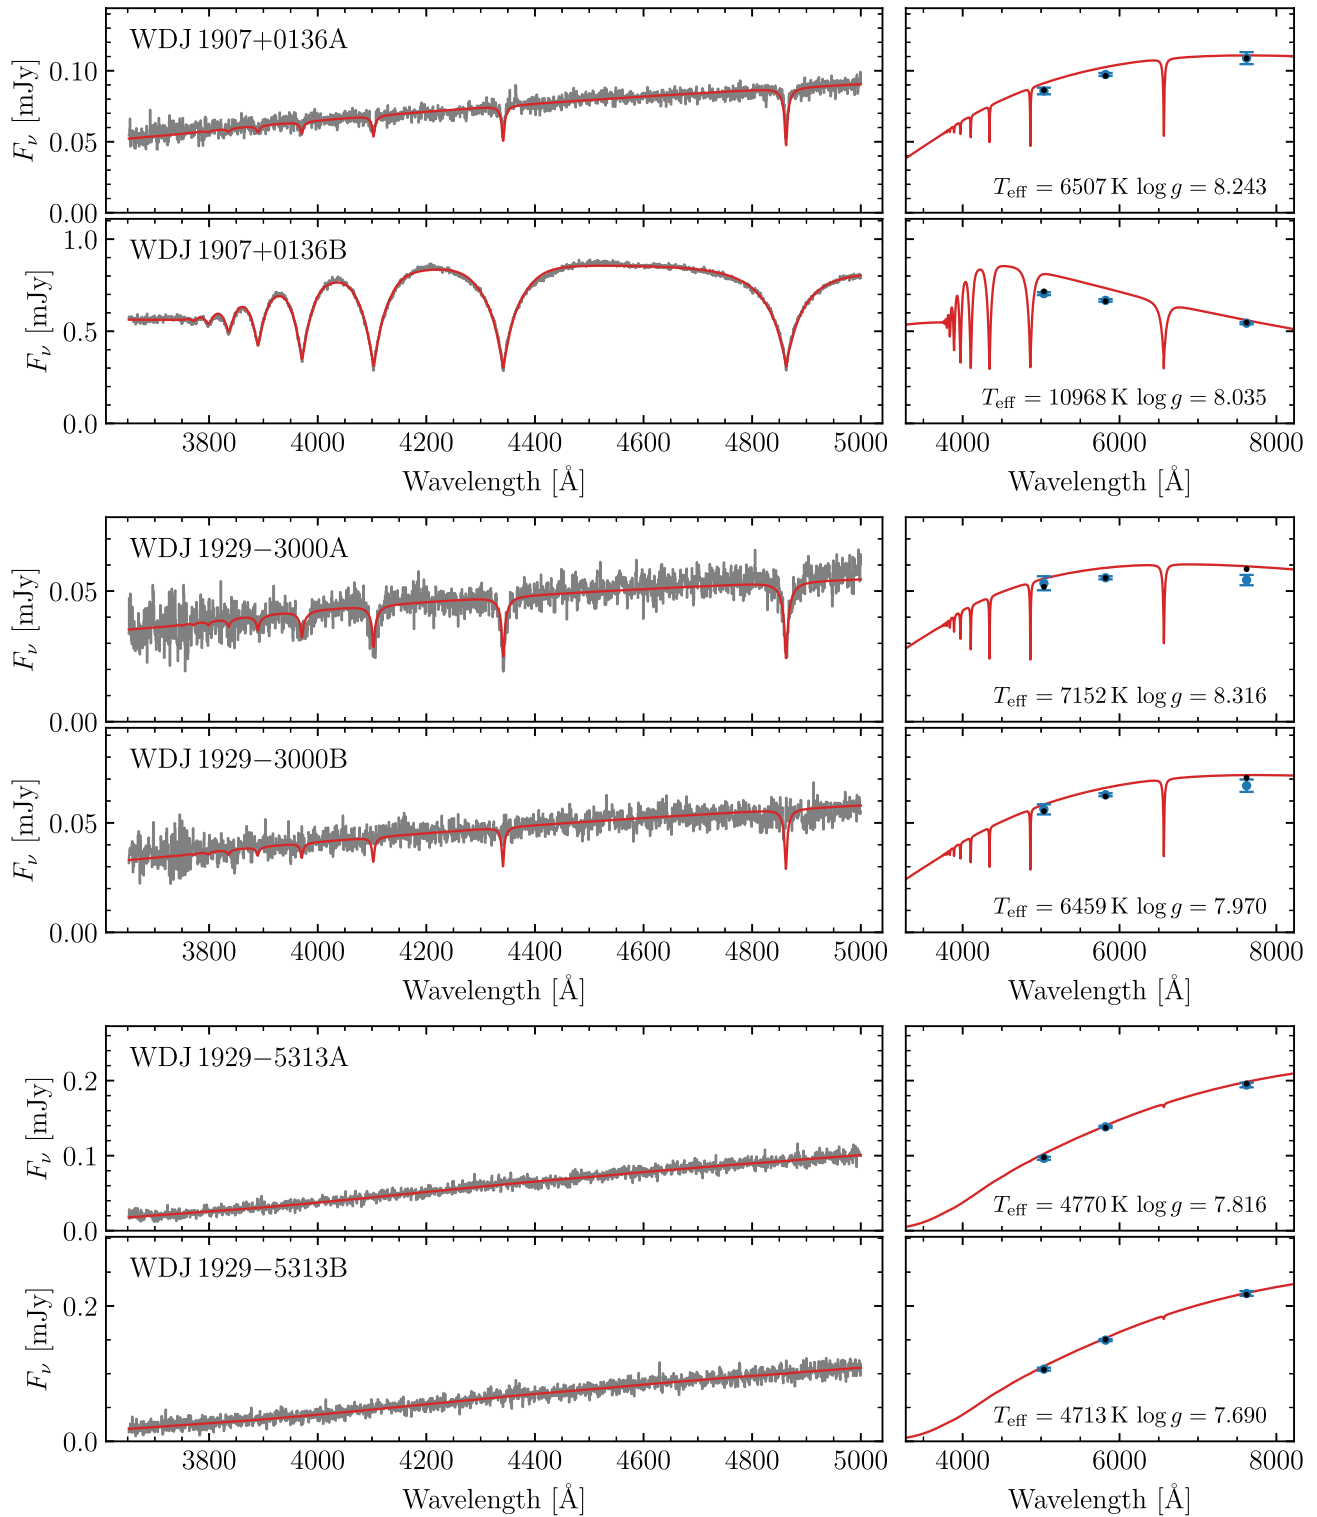 WDJ 1907+0136A
F_ν [mJy]
0.10
0.05
0.00
T_eff = 6507 K log g = 8.243
WDJ 1907+0136B
F_ν [mJy]
1.0
0.5
0.0
T_eff = 10968 K log g = 8.035
3800 4000 4200 4400 4600 4800 5000
4000 6000 8000
Wavelength [Å]
Wavelength [Å]
WDJ 1929−3000A
F_ν [mJy]
0.05
0.00
T_eff = 7152 K log g = 8.316
WDJ 1929−3000B
F_ν [mJy]
0.05
0.00
T_eff = 6459 K log g = 7.970
3800 4000 4200 4400 4600 4800 5000
4000 6000 8000
Wavelength [Å]
Wavelength [Å]
WDJ 1929−5313A
F_ν [mJy]
0.2
0.1
0.0
T_eff = 4770 K log g = 7.816
WDJ 1929−5313B
F_ν [mJy]
0.2
0.0
T_eff = 4713 K log g = 7.690
3800 4000 4200 4400 4600 4800 5000
4000 6000 8000
Wavelength [Å]
Wavelength [Å]